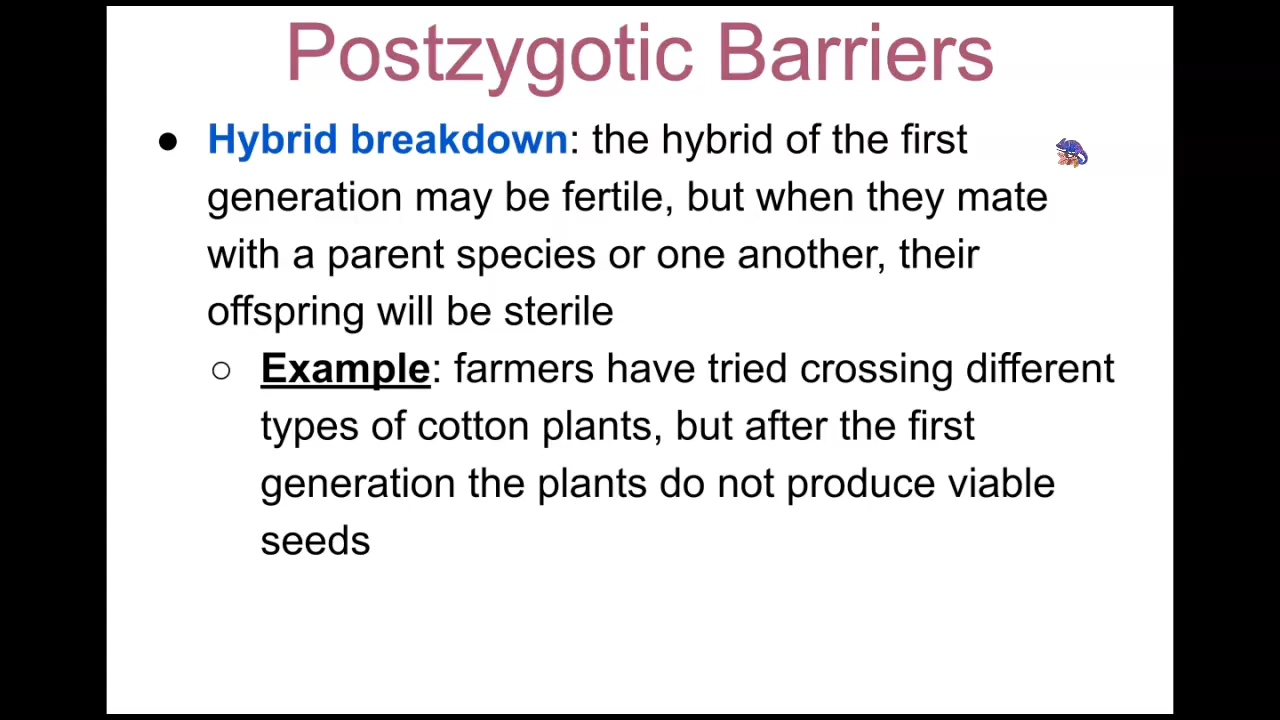 Postzygotic Barriers
● Hybrid breakdown: the hybrid of the first
generation may be fertile, but when they mate
with a parent species or one another, their
offspring will be sterile
○ Example: farmers have tried crossing different
types of cotton plants, but after the first
generation the plants do not produce viable
seeds